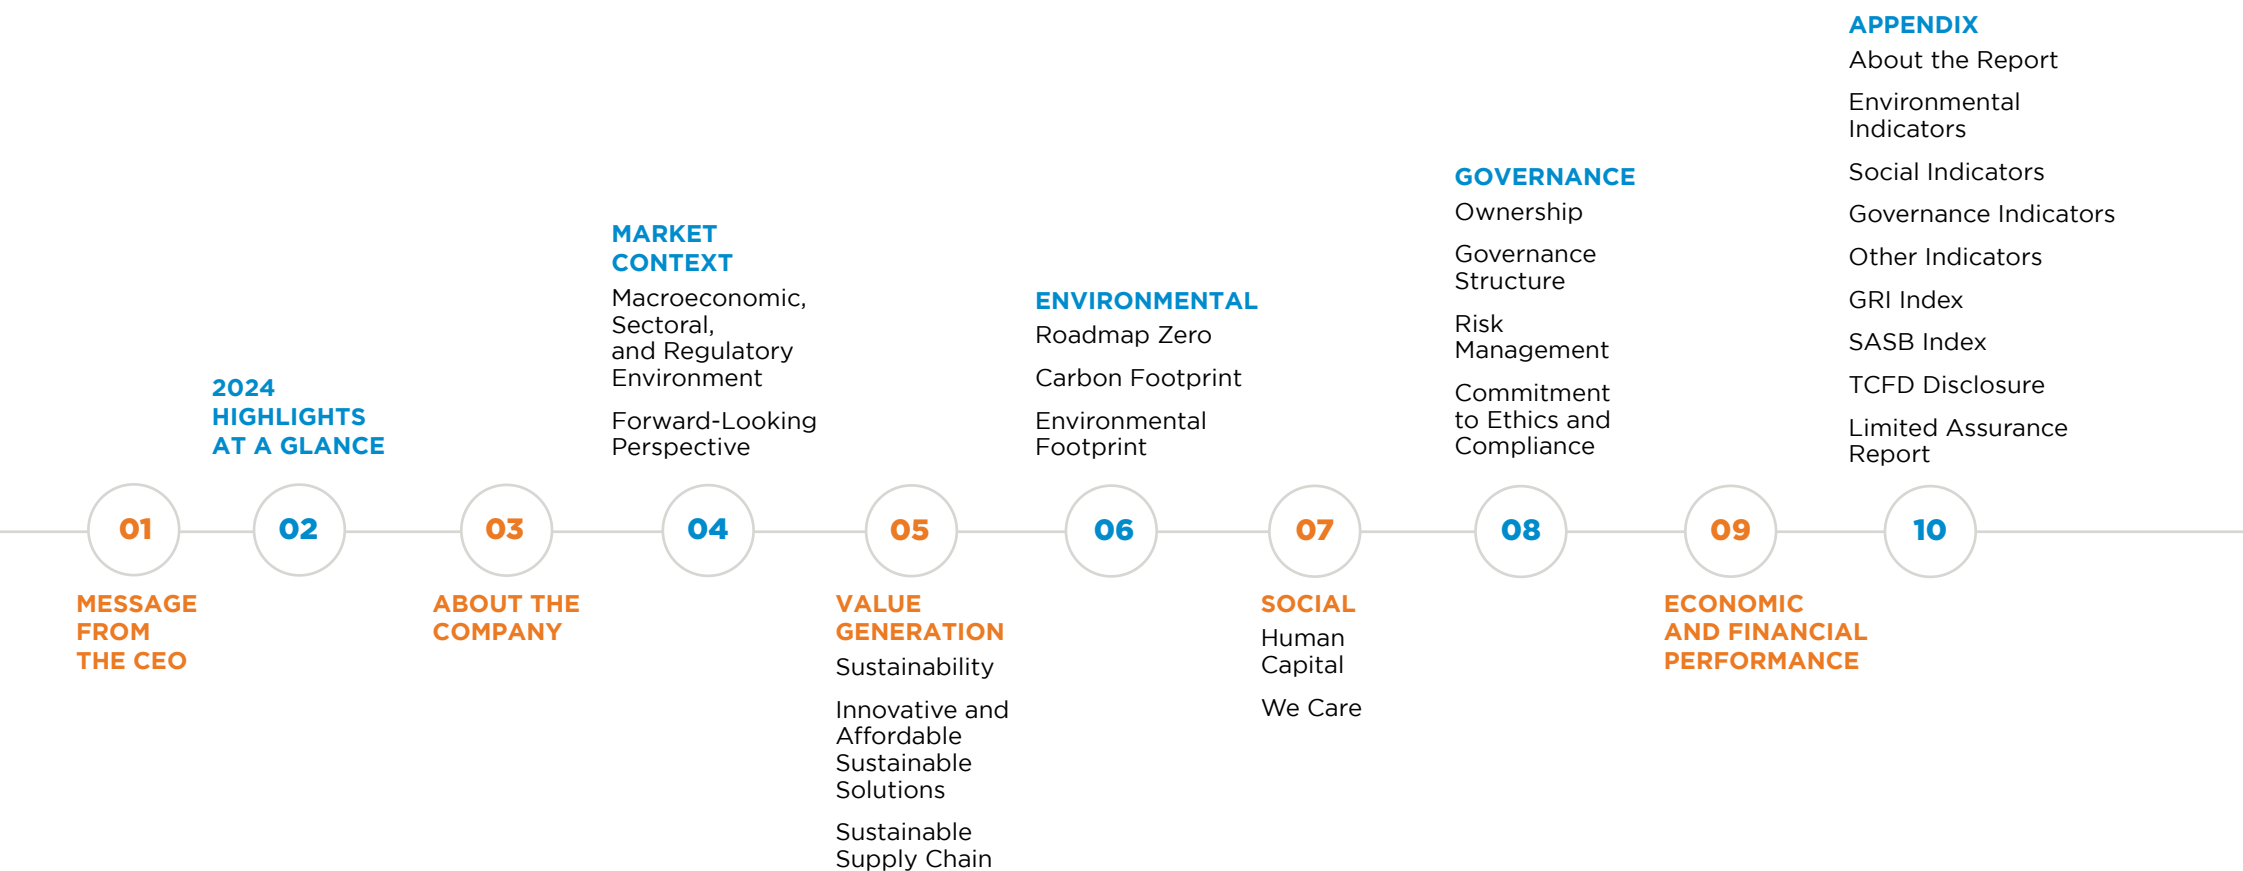 01
MESSAGE
FROM
THE CEO
2024
HIGHLIGHTS
AT A GLANCE
02
03
ABOUT THE
COMPANY
MARKET
CONTEXT
Macroeconomic,
Sectoral,
and Regulatory
Environment
Forward-Looking
Perspective
04
05
VALUE
GENERATION
Sustainability
Innovative and
Affordable
Sustainable
Solutions
Sustainable
Supply Chain
ENVIRONMENTAL
Roadmap Zero
Carbon Footprint
Environmental
Footprint
06
07
SOCIAL
Human
Capital
We Care
GOVERNANCE
Ownership
Governance
Structure
Risk
Management
Commitment
to Ethics and
Compliance
08
09
ECONOMIC
AND FINANCIAL
PERFORMANCE
APPENDIX
About the Report
Environmental
Indicators
Social Indicators
Governance Indicators
Other Indicators
GRI Index
SASB Index
TCFD Disclosure
Limited Assurance
Report
10